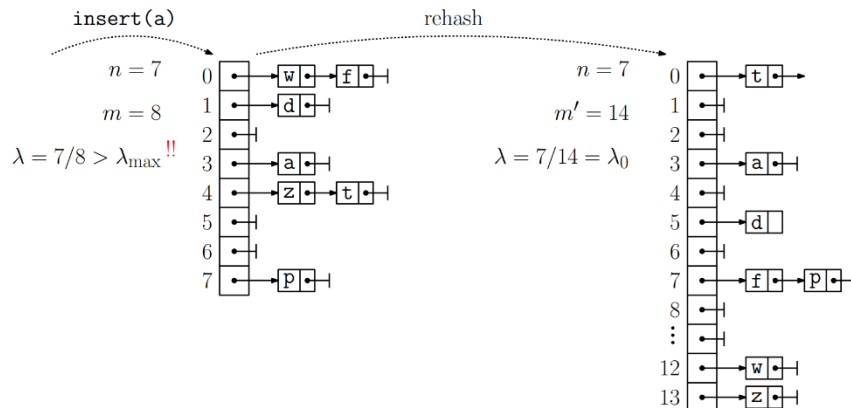 insert(a)
rehash
n = 7
m = 8
λ = 7/8 > λmax !!
0 w f
1 d
2
3 a
4 z t
5
6
7 p
n = 7
m′ = 14
λ = 7/14 = λ0
0 t
1
2
3 a
4
5 d
6
7 f p
8
⋮
12 w
13 z